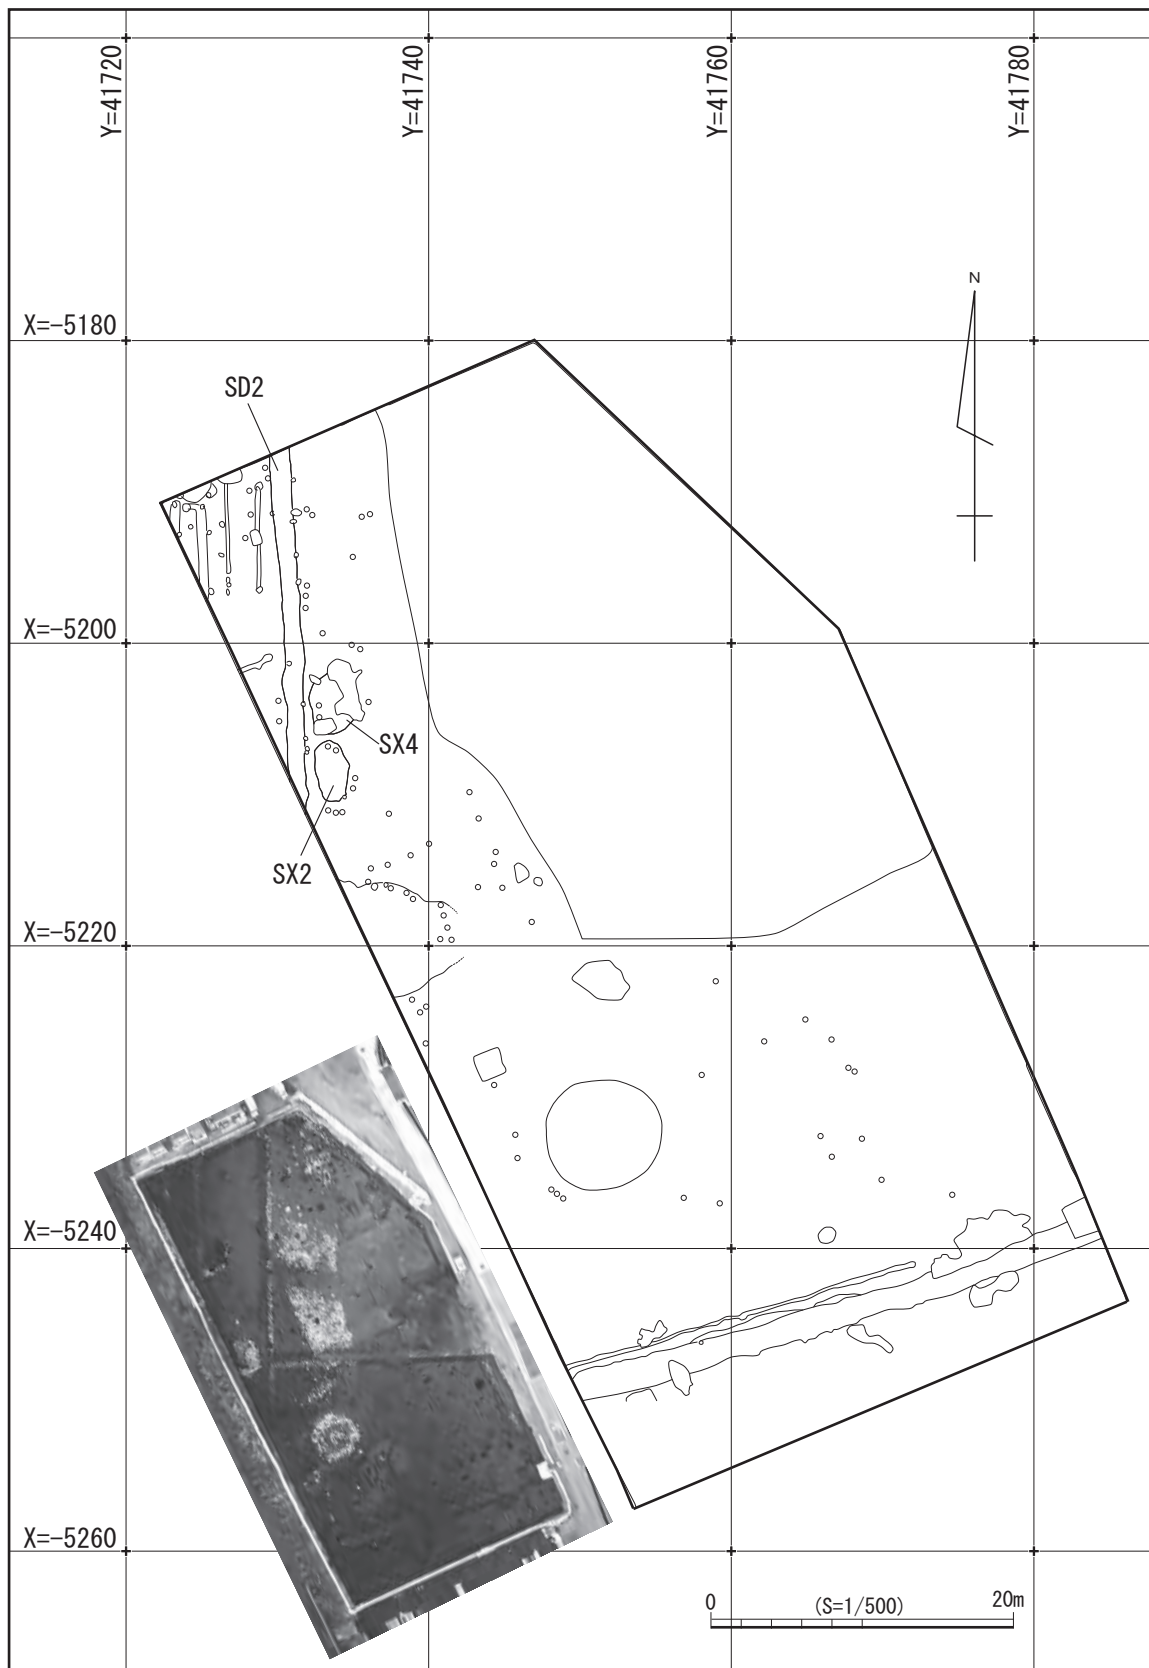 Y=41720
Y=41740
Y=41760
Y=41780
N
X=-5180
SD2
X=-5200
SX4
SX2
X=-5220
X=-5240
X=-5260
0 (S=1/500) 20m